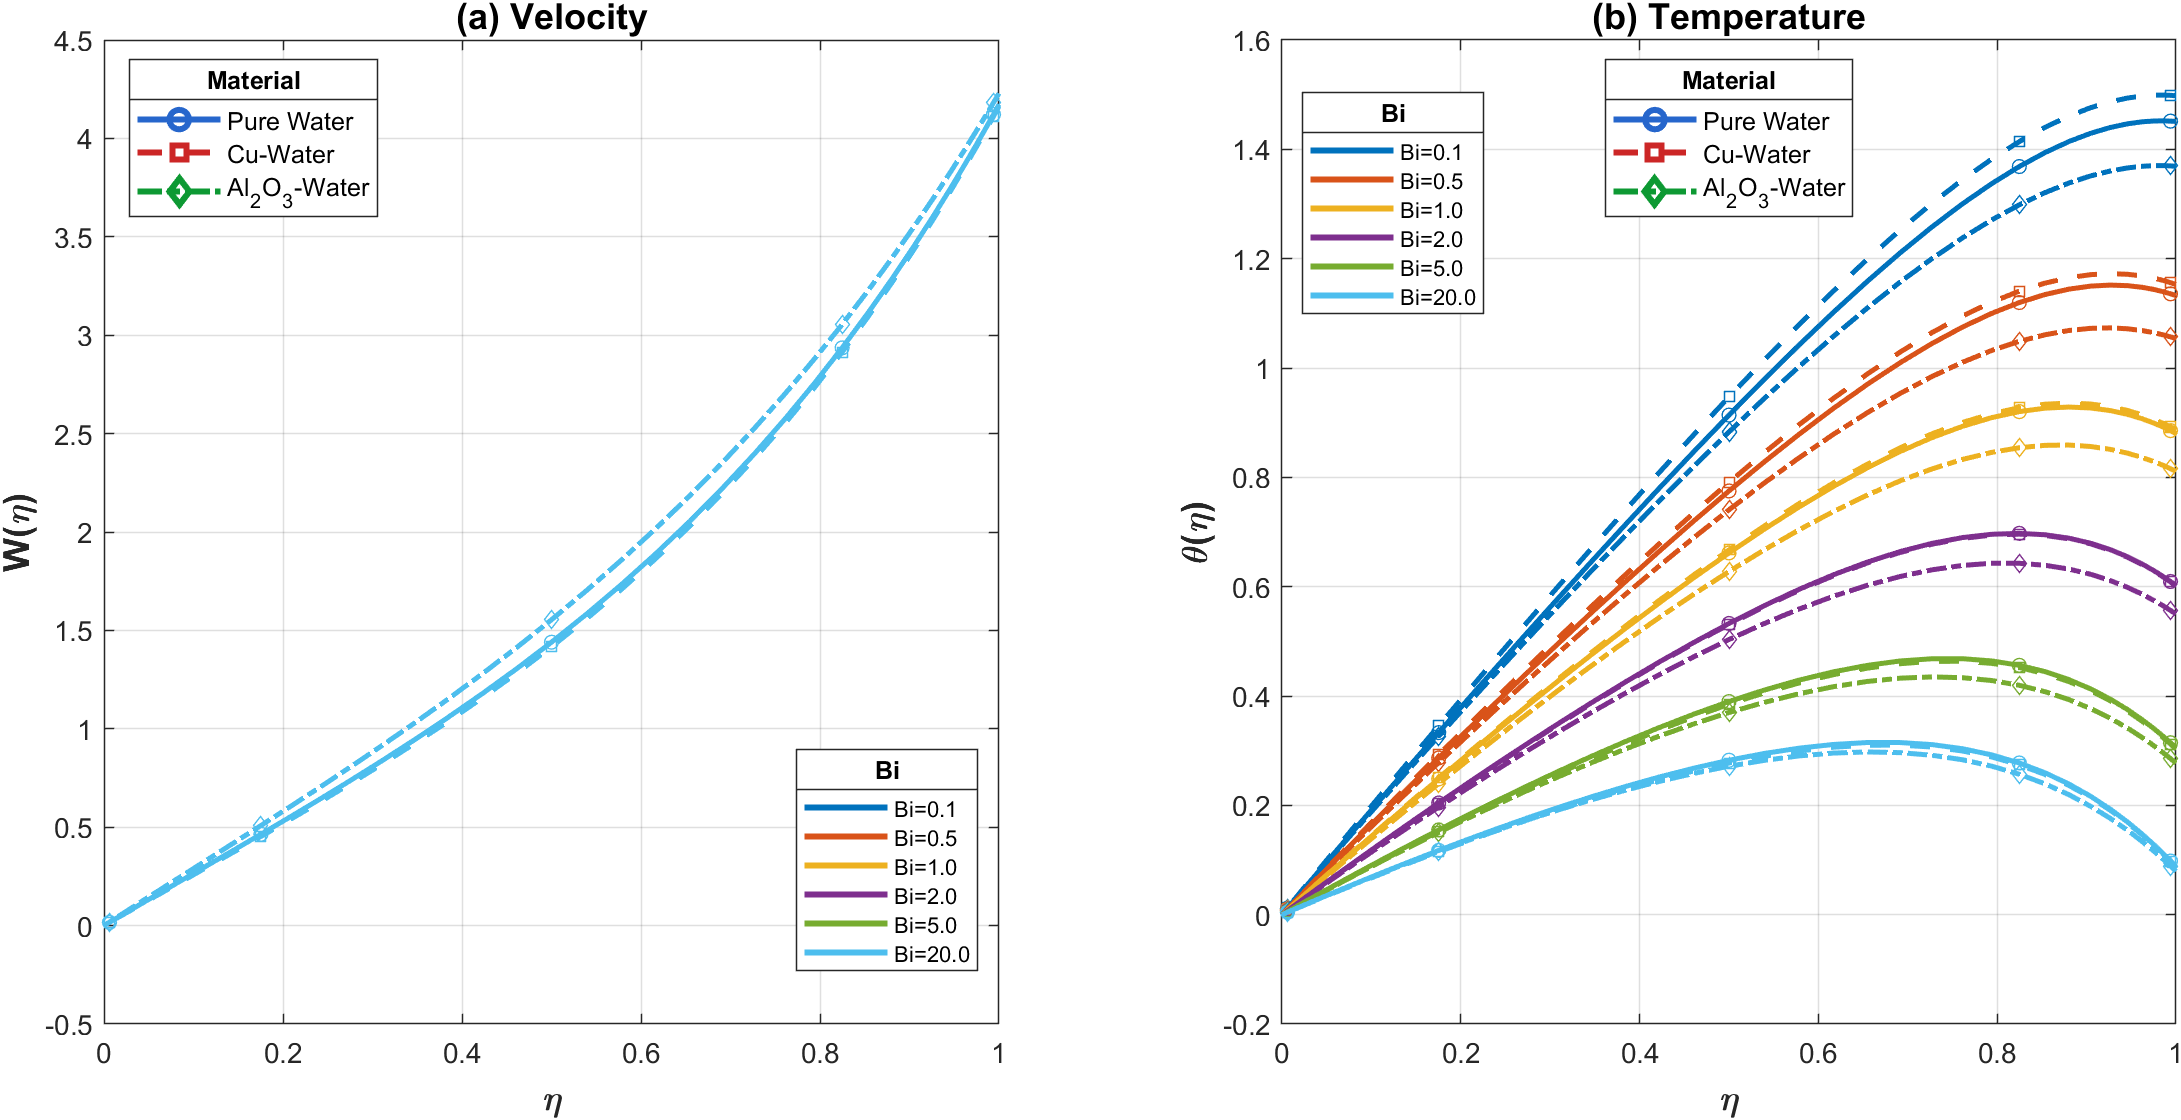 (a) Velocity
4.5
4
3.5
3
2.5
2
1.5
1
0.5
0
-0.5
W(η)
0
0.2
0.4
0.6
0.8
1
η
Material
Pure Water
Cu-Water
Al2O3-Water
Bi
Bi=0.1
Bi=0.5
Bi=1.0
Bi=2.0
Bi=5.0
Bi=20.0
(b) Temperature
1.6
1.4
1.2
1
0.8
0.6
0.4
0.2
0
-0.2
θ(η)
0
0.2
0.4
0.6
0.8
1
η
Bi
Bi=0.1
Bi=0.5
Bi=1.0
Bi=2.0
Bi=5.0
Bi=20.0
Material
Pure Water
Cu-Water
Al2O3-Water